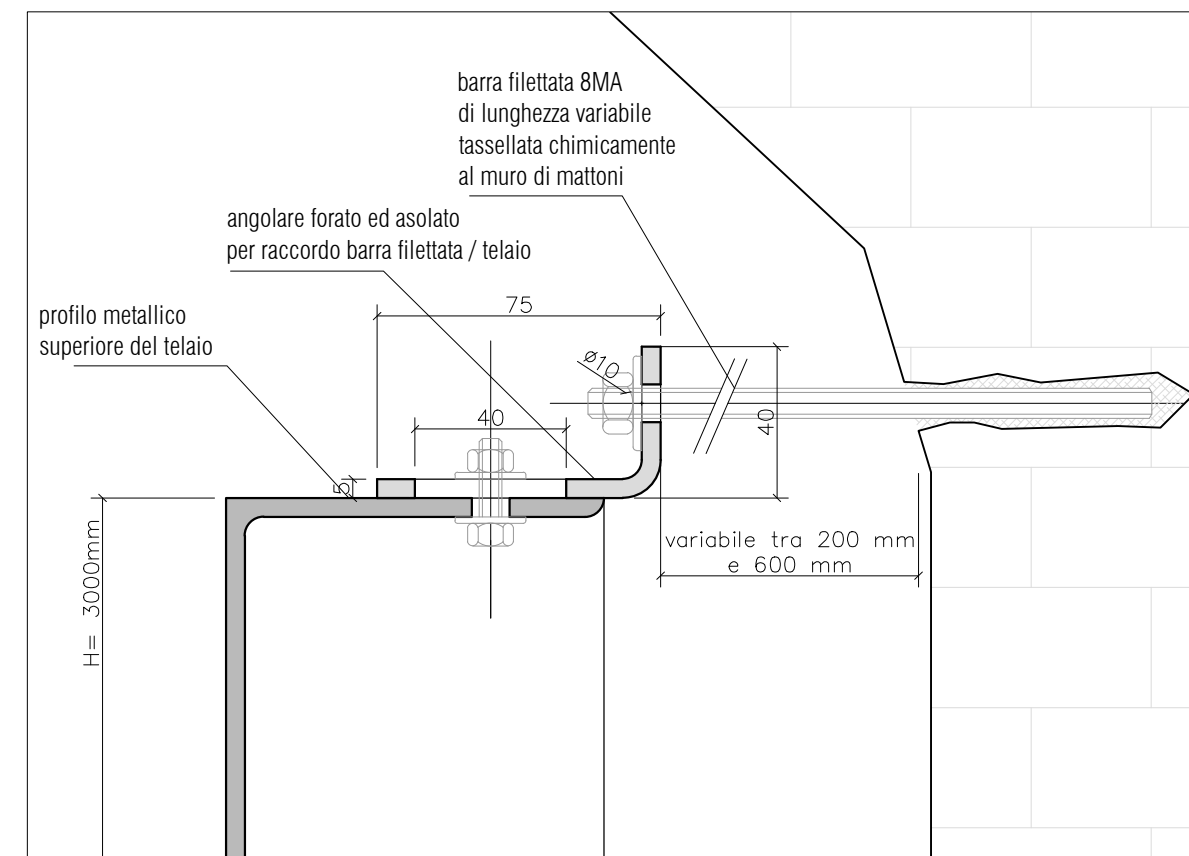 barra filettata 8MA
di lunghezza variabile
tassellata chimicamente
al muro di mattoni
angolare forato ed asolato
per raccordo barra filettata / telaio
profilo metallico
superiore del telaio
75
ø10
40
40
5
variabile tra 200 mm
e 600 mm
H= 3000mm